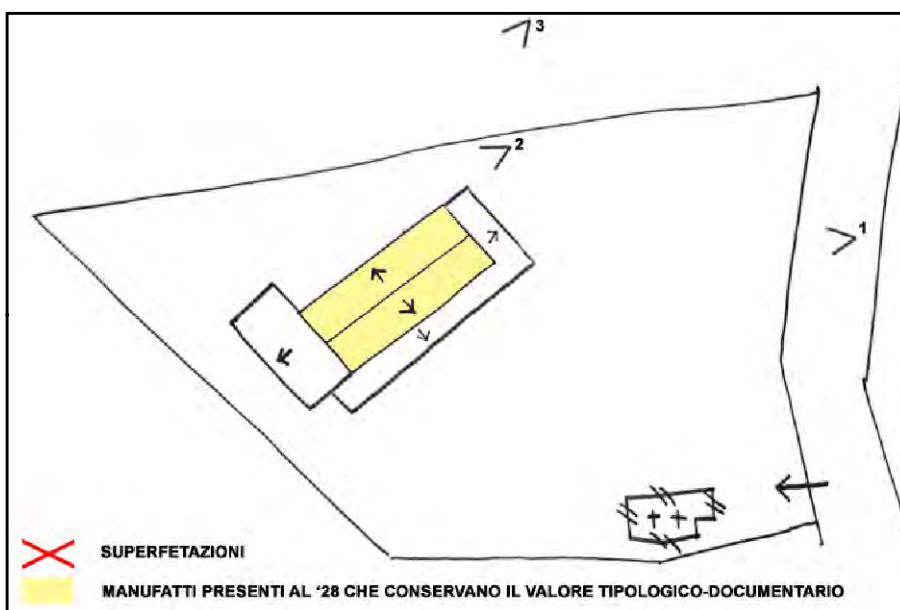 3
2
1
SUPERFETAZIONI
MANUFATTI PRESENTI AL '28 CHE CONSERVANO IL VALORE TIPOLOGICO-DOCUMENTARIO